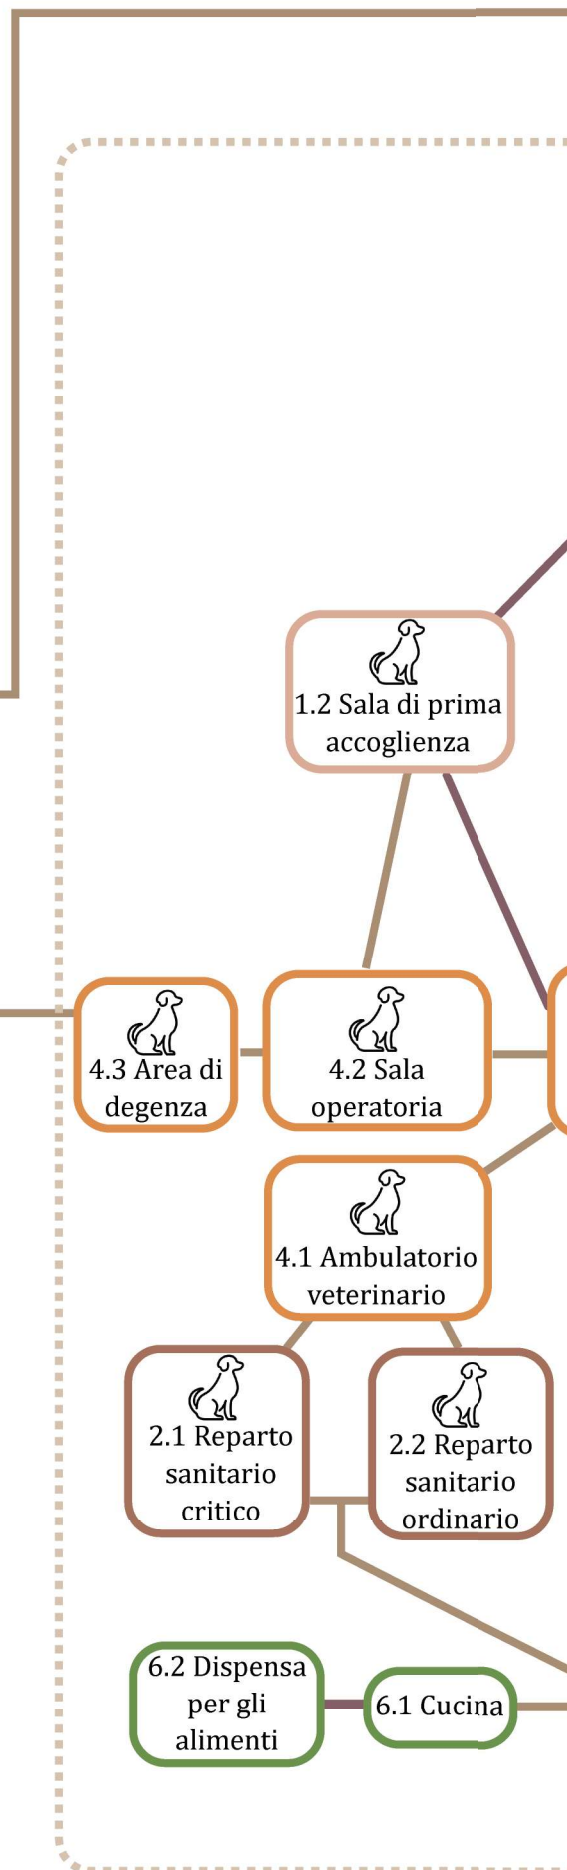 1.2 Sala di prima
accoglienza
4.3 Area di
degenza
4.2 Sala
operatoria
4.1 Ambulatorio
veterinario
2.1 Reparto
sanitario
critico
2.2 Reparto
sanitario
ordinario
6.2 Dispensa
per gli
alimenti
6.1 Cucina